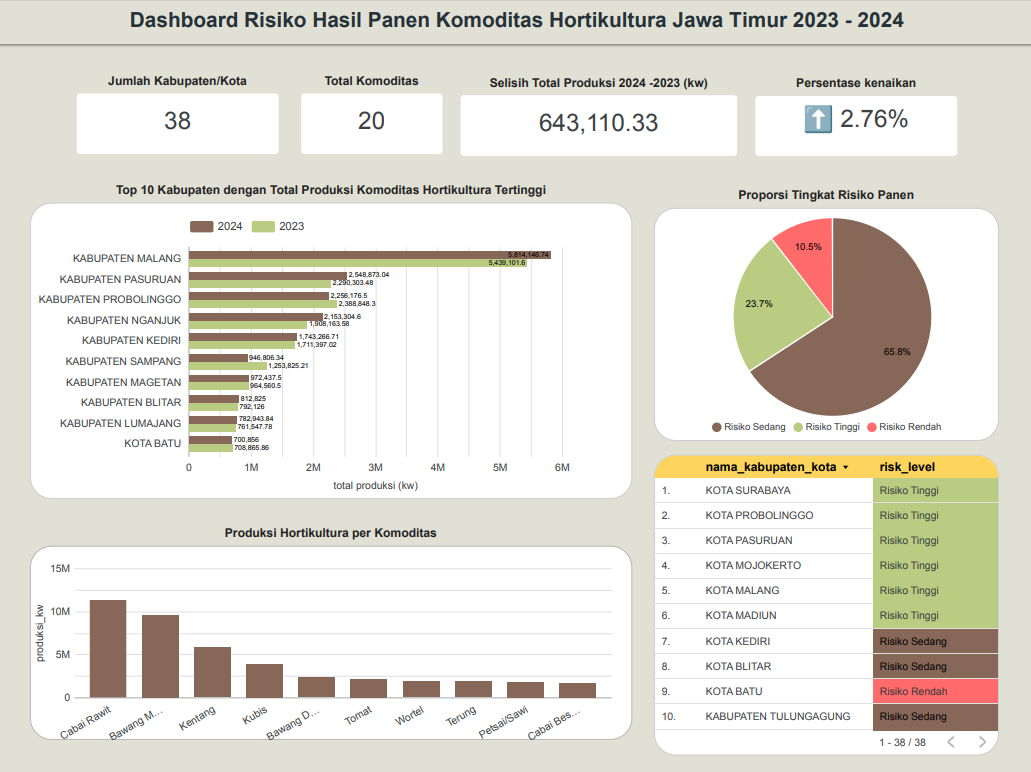 Dashboard Risiko Hasil Panen Komoditas Hortikultura Jawa Timur 2023 - 2024
Jumlah Kabupaten/Kota
38
Total Komoditas
20
Selisih Total Produksi 2024 -2023 (kw)
643,110.33
Persentase kenaikan
⬆️ 2.76%
Top 10 Kabupaten dengan Total Produksi Komoditas Hortikultura Tertinggi
2024 2023
KABUPATEN MALANG 5,814,146.74
5,439,101.6
KABUPATEN PASURUAN 2,548,873.04
2,290,303.48
KABUPATEN PROBOLINGGO 2,256,176.5
2,388,848.3
KABUPATEN NGANJUK 2,153,304.6
1,908,163.58
KABUPATEN KEDIRI 1,743,266.71
1,711,397.02
KABUPATEN SAMPANG 946,806.34
1,253,825.21
KABUPATEN MAGETAN 972,437.5
964,560.5
KABUPATEN BLITAR 812,825
792,126
KABUPATEN LUMAJANG 782,943.84
761,547.78
KOTA BATU 700,856
708,865.86
0 1M 2M 3M 4M 5M 6M
total produksi (kw)
Proporsi Tingkat Risiko Panen
10.5%
23.7%
65.8%
Risiko Sedang Risiko Tinggi Risiko Rendah
nama_kabupaten_kota risk_level
1. KOTA SURABAYA Risiko Tinggi
2. KOTA PROBOLINGGO Risiko Tinggi
3. KOTA PASURUAN Risiko Tinggi
4. KOTA MOJOKERTO Risiko Tinggi
5. KOTA MALANG Risiko Tinggi
6. KOTA MADIUN Risiko Tinggi
7. KOTA KEDIRI Risiko Sedang
8. KOTA BLITAR Risiko Sedang
9. KOTA BATU Risiko Rendah
10. KABUPATEN TULUNGAGUNG Risiko Sedang
1 - 38 / 38
Produksi Hortikultura per Komoditas
produksi_kw
15M
10M
5M
0
Cabai Rawit
Bawang M…
Kentang
Kubis
Bawang D…
Tomat
Wortel
Terung
Petsai/Sawi
Cabai Bes…